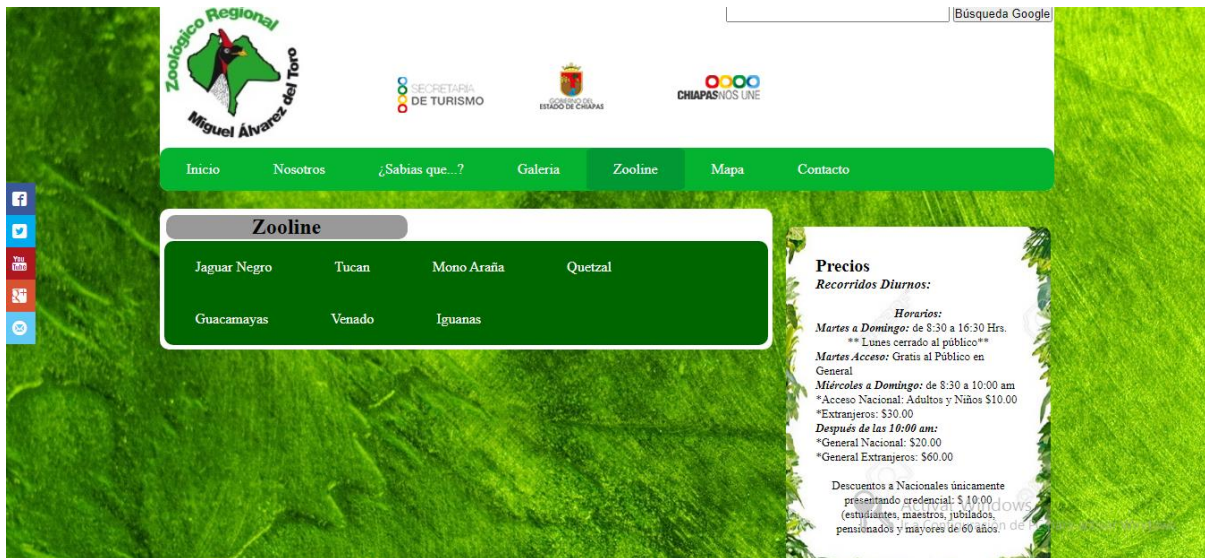 Zoológico Regional
Miguel Álvarez del Toro
Búsqueda Google
SECRETARIA
DE TURISMO
GOBIERNO DEL
ESTADO DE CHIAPAS
CHIAPASNOS UNE
Inicio Nosotros ¿Sabias que...? Galeria Zooline Mapa Contacto
You
Tube
Zooline
Jaguar Negro Tucan Mono Araña Quetzal
Guacamayas Venado Iguanas
Precios
Recorridos Diurnos:
Horarios:
Martes a Domingo: de 8:30 a 16:30 Hrs.
** Lunes cerrado al público**
Martes Acceso: Gratis al Público en
General
Miércoles a Domingo: de 8:30 a 10:00 am
*Acceso Nacional: Adultos y Niños $10.00
*Extranjeros: $30.00
Después de las 10:00 am:
*General Nacional: $20.00
*General Extranjeros: $60.00
Descuentos a Nacionales únicamente
presentando credencial: $ 10:00
(estudiantes, maestros, jubilados,
pensionados y mayores de 60 años.
Activar Windows